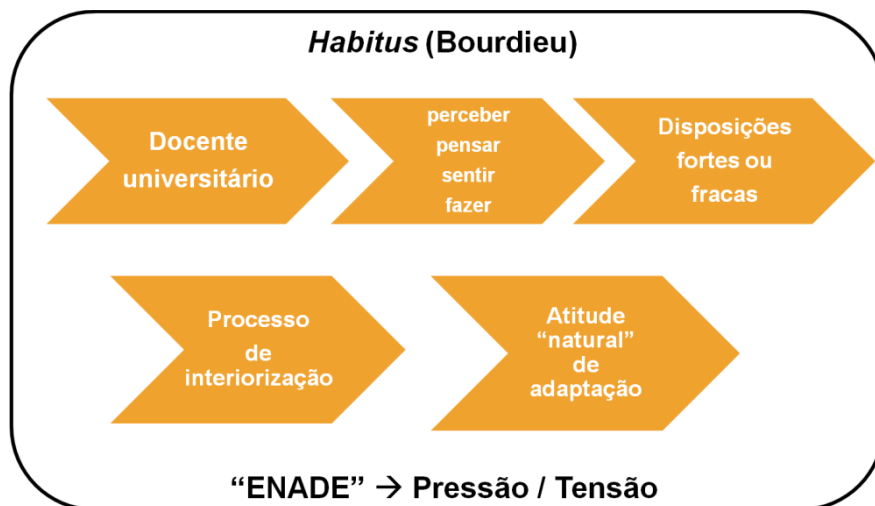 Habitus (Bourdieu)
Docente
universitário
perceber
pensar
sentir
fazer
Disposições
fortes ou
fracas
Processo
de
interiorização
Atitude
“natural”
de
adaptação
“ENADE” → Pressão / Tensão